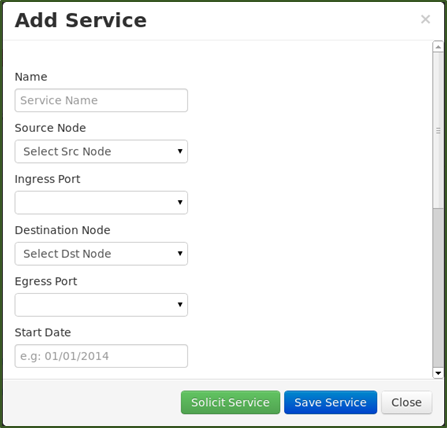 Add Service
×
Name
Service Name
Source Node
Select Src Node
Ingress Port
Destination Node
Select Dst Node
Egress Port
Start Date
e.g: 01/01/2014
Solicit Service Save Service Close